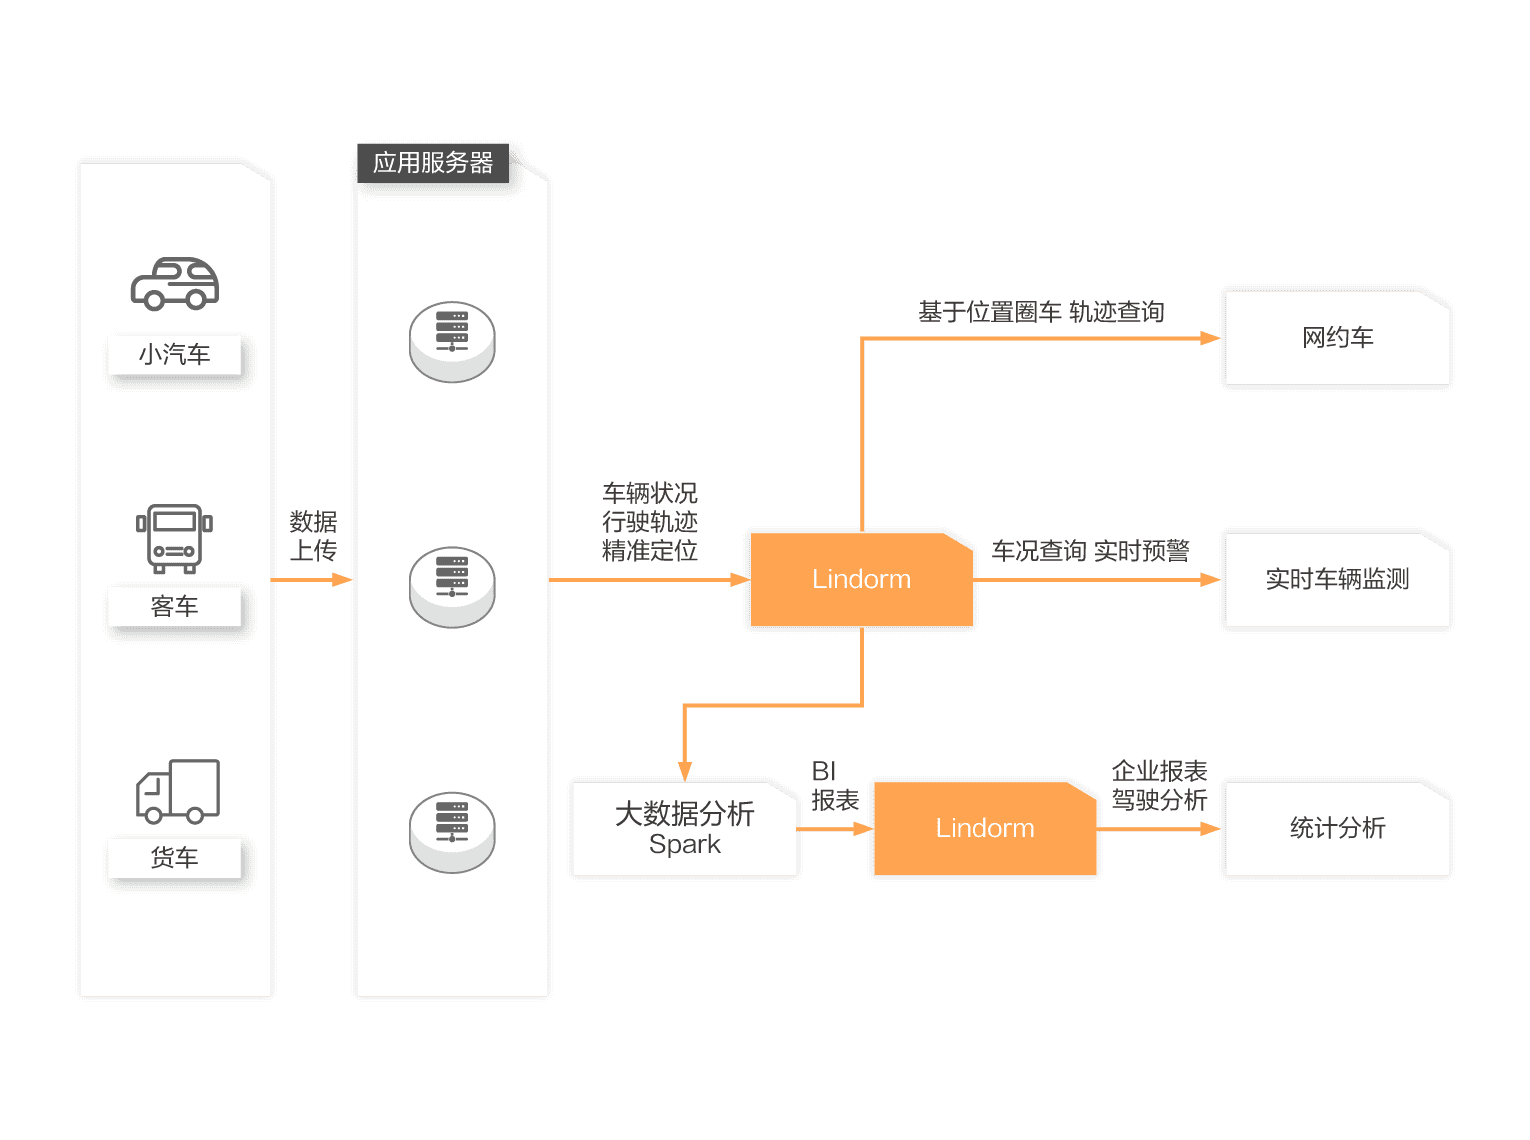 应用服务器
小汽车
客车
货车
数据
上传
车辆状况
行驶轨迹
精准定位
Lindorm
基于位置圈车 轨迹查询
网约车
车况查询 实时预警
实时车辆监测
大数据分析
Spark
BI
报表
Lindorm
企业报表
驾驶分析
统计分析